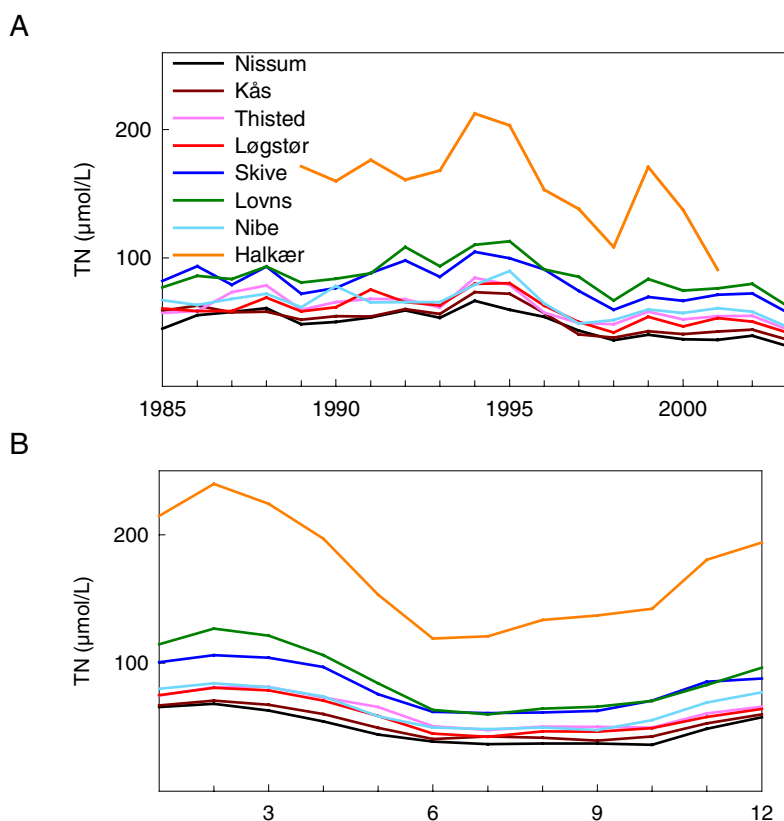 A
TN (µmol/L)
200
100
Nissum
Kås
Thisted
Løgstør
Skive
Lovns
Nibe
Halkær
1985 1990 1995 2000
B
TN (µmol/L)
200
100
3 6 9 12